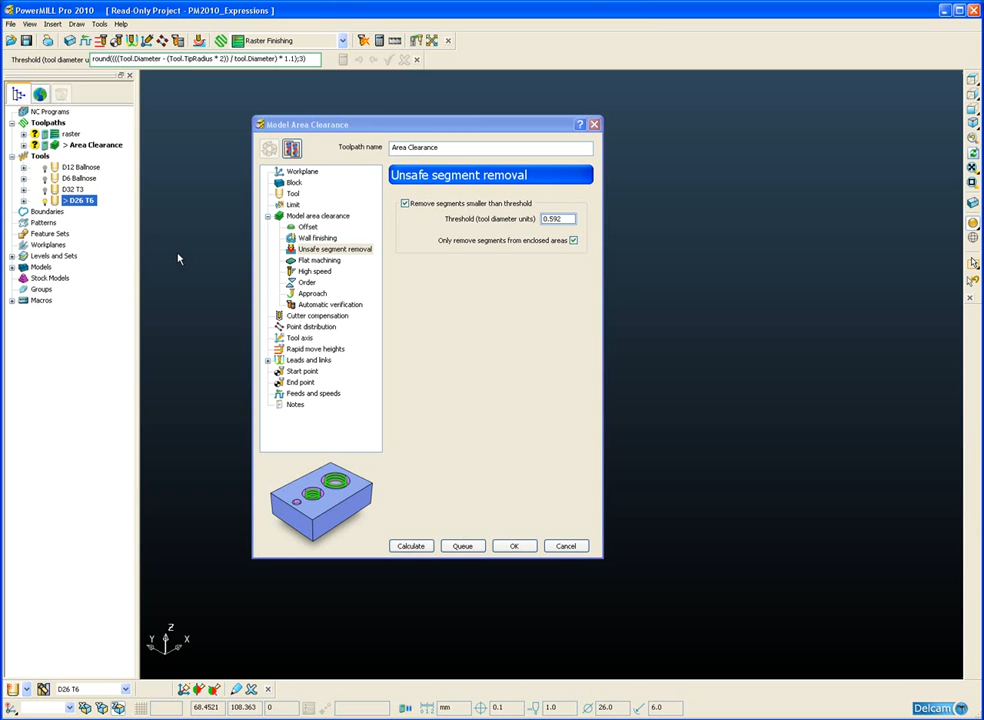 PowerMILL Pro 2010 [ Read-Only Project - PM2010_Expressions ]
File View Insert Draw Tools Help
Raster Finishing
Threshold (tool diameter u round((((Tool.Diameter - (Tool.TipRadius * 2)) / tool.Diameter) * 1.1);3)
NC Programs
Toolpaths
raster
> Area Clearance
Tools
D12 Ballnose
D6 Ballnose
D32 T3
> D26 T6
Boundaries
Patterns
Feature Sets
Workplanes
Levels and Sets
Models
Stock Models
Groups
Macros
Model Area Clearance
Toolpath name Area Clearance
Workplane
Block
Tool
Limit
Model area clearance
Offset
Wall finishing
Unsafe segment removal
Flat machining
High speed
Order
Approach
Automatic verification
Cutter compensation
Point distribution
Tool axis
Rapid move heights
Leads and links
Start point
End point
Feeds and speeds
Notes
Unsafe segment removal
Remove segments smaller than threshold
Threshold (tool diameter units) 0.592
Only remove segments from enclosed areas
Calculate Queue OK Cancel
Z
Y X
D26 T6
68.4521 108.363 0 mm 0.1 1.0 26.0 6.0
Delcam